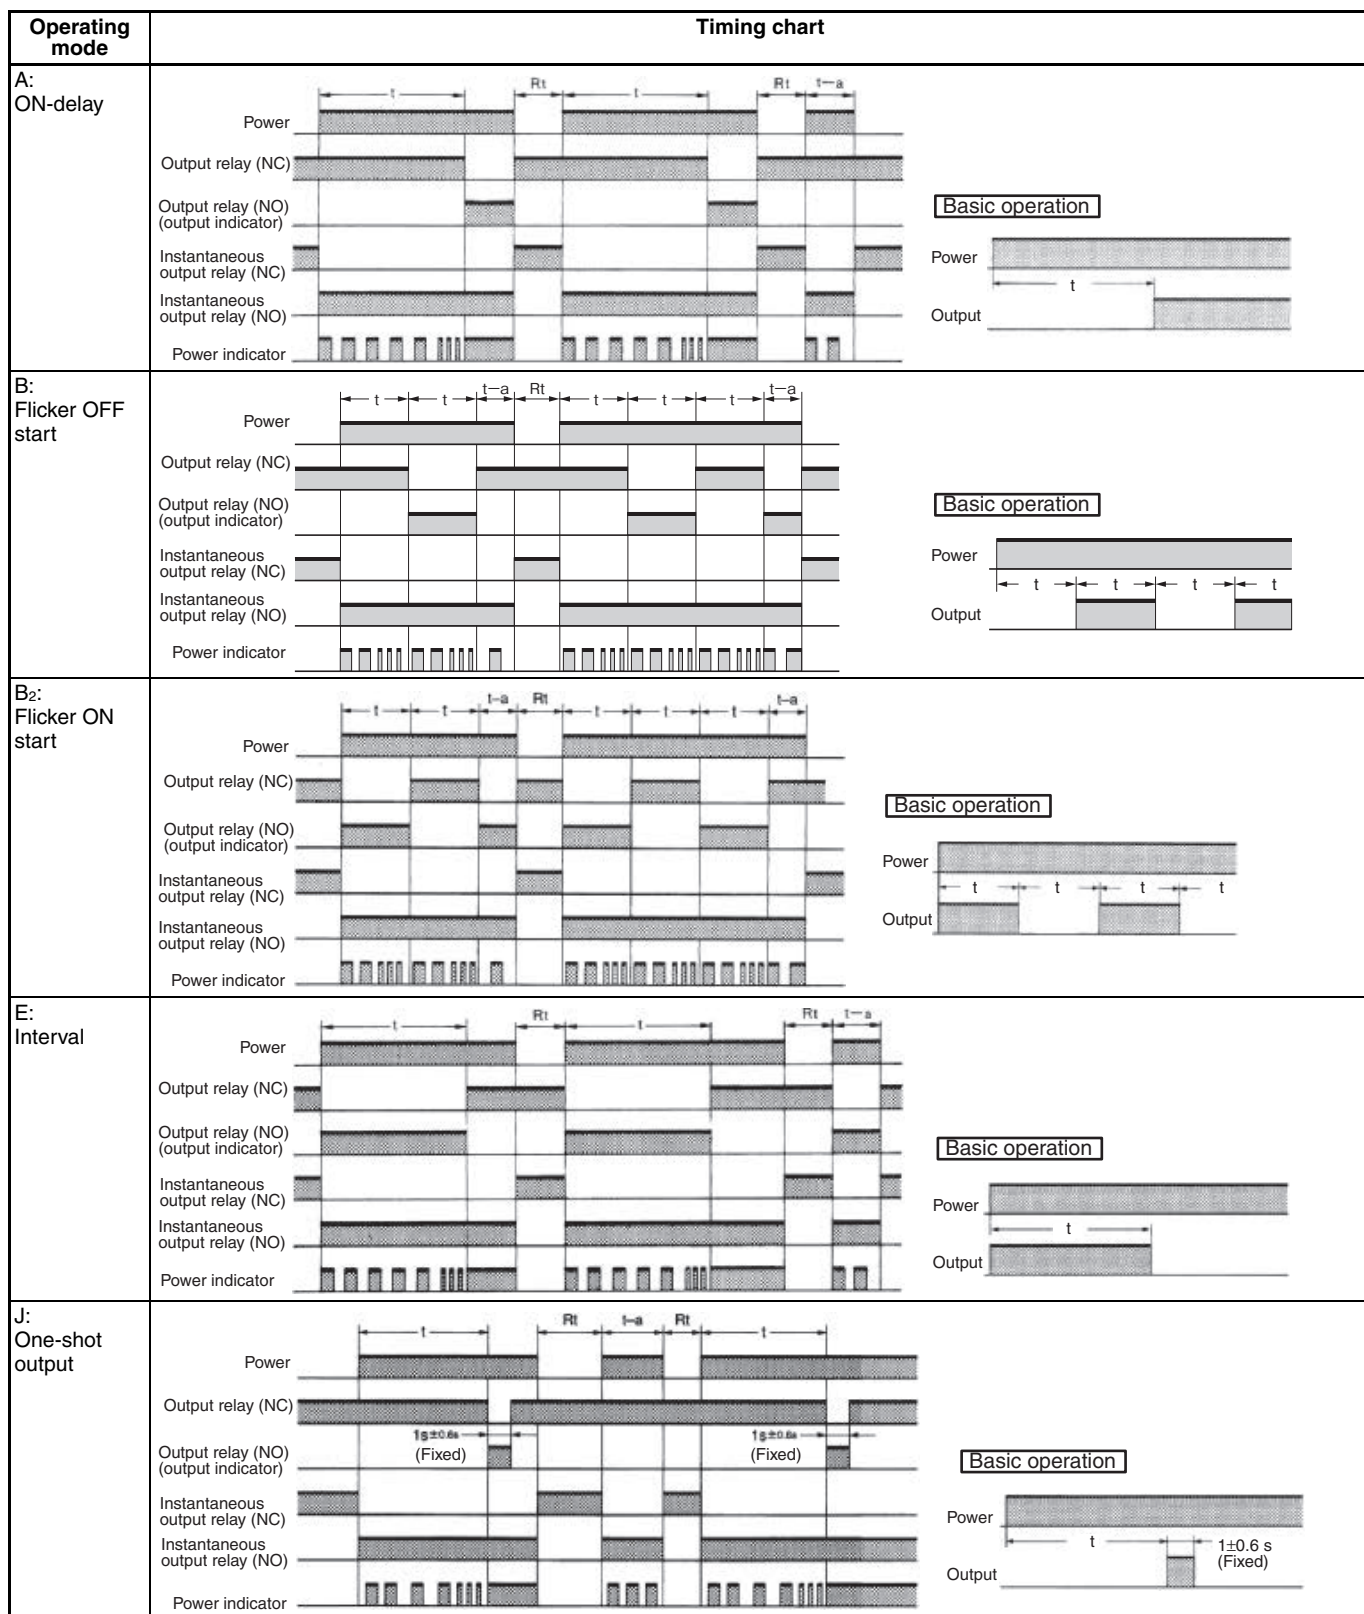 Operating
mode
Timing chart
A:
ON-delay
t Rt t Rt t–a
Power
Output relay (NC)
Output relay (NO)
(output indicator)
Instantaneous
output relay (NC)
Instantaneous
output relay (NO)
Power indicator
Basic operation
Power
t
Output
B:
Flicker OFF
start
t t t–a Rt t t t t–a
Power
Output relay (NC)
Output relay (NO)
(output indicator)
Instantaneous
output relay (NC)
Instantaneous
output relay (NO)
Power indicator
Basic operation
Power
t t t t
Output
B2:
Flicker ON
start
t t t–a Rt t t t t–a
Power
Output relay (NC)
Output relay (NO)
(output indicator)
Instantaneous
output relay (NC)
Instantaneous
output relay (NO)
Power indicator
Basic operation
Power
t t t t
Output
E:
Interval
t Rt t Rt t–a
Power
Output relay (NC)
Output relay (NO)
(output indicator)
Instantaneous
output relay (NC)
Instantaneous
output relay (NO)
Power indicator
Basic operation
Power
t
Output
J:
One-shot
output
t Rt t–a Rt t
Power
Output relay (NC)
1s±0.6s 1s±0.6s
(Fixed) (Fixed)
Output relay (NO)
(output indicator)
Instantaneous
output relay (NC)
Instantaneous
output relay (NO)
Power indicator
Basic operation
Power
t 1±0.6 s
(Fixed)
Output